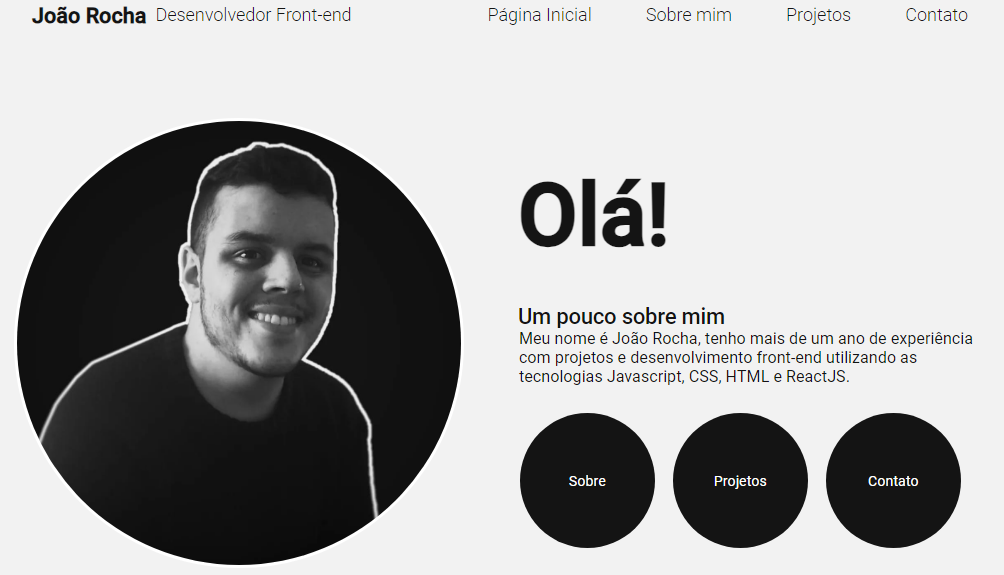 João Rocha Desenvolvedor Front-end Página Inicial Sobre mim Projetos Contato
Olá!
Um pouco sobre mim
Meu nome é João Rocha, tenho mais de um ano de experiência
com projetos e desenvolvimento front-end utilizando as
tecnologias Javascript, CSS, HTML e ReactJS.
Sobre Projetos Contato